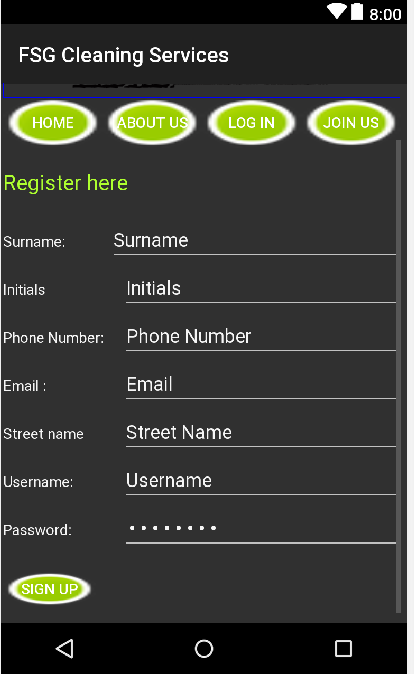 8:00
FSG Cleaning Services
HOME ABOUT US LOG IN JOIN US
Register here
Surname: Surname
Initials Initials
Phone Number: Phone Number
Email : Email
Street name Street Name
Username: Username
Password: ••••••••
SIGN UP